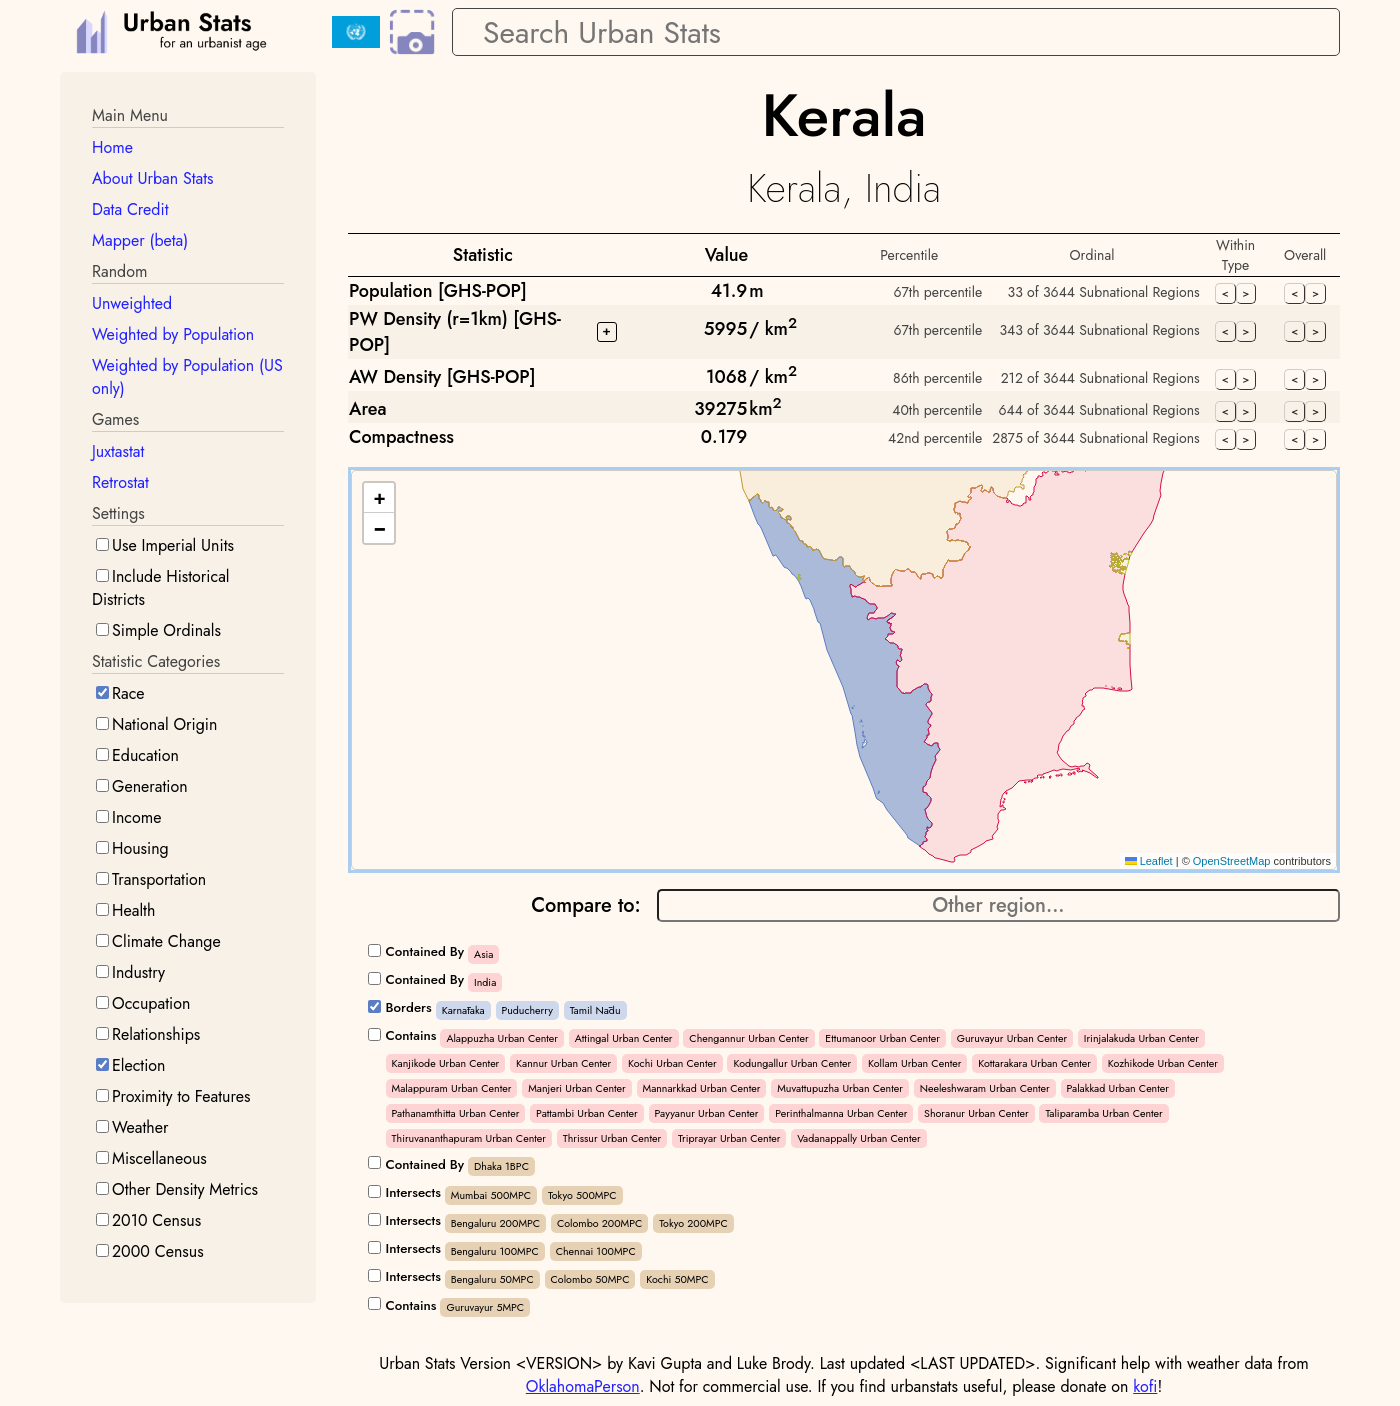 Urban Stats
for an urbanist age
Search Urban Stats
Main Menu
Home
About Urban Stats
Data Credit
Mapper (beta)
Random
Unweighted
Weighted by Population
Weighted by Population (US
only)
Games
Juxtastat
Retrostat
Settings
Use Imperial Units
Include Historical
Districts
Simple Ordinals
Statistic Categories
Race
National Origin
Education
Generation
Income
Housing
Transportation
Health
Climate Change
Industry
Occupation
Relationships
Election
Proximity to Features
Weather
Miscellaneous
Other Density Metrics
2010 Census
2000 Census
Kerala
Kerala, India
Statistic Value Percentile Ordinal Within Type Overall
Population [GHS-POP] 41.9 m 67th percentile 33 of 3644 Subnational Regions < > < >
PW Density (r=1km) [GHS-
POP] + 5995 / km² 67th percentile 343 of 3644 Subnational Regions < > < >
AW Density [GHS-POP] 1068 / km² 86th percentile 212 of 3644 Subnational Regions < > < >
Area 39275 km² 40th percentile 644 of 3644 Subnational Regions < > < >
Compactness 0.179 42nd percentile 2875 of 3644 Subnational Regions < > < >
+
−
Leaflet | © OpenStreetMap contributors
Compare to: Other region...
Contained By Asia
Contained By India
Borders Karnātaka Puducherry Tamil Nādu
Contains Alappuzha Urban Center Attingal Urban Center Chengannur Urban Center Ettumanoor Urban Center Guruvayur Urban Center Irinjalakuda Urban Center
Kanjikode Urban Center Kannur Urban Center Kochi Urban Center Kodungallur Urban Center Kollam Urban Center Kottarakara Urban Center Kozhikode Urban Center
Malappuram Urban Center Manjeri Urban Center Mannarkkad Urban Center Muvattupuzha Urban Center Neeleshwaram Urban Center Palakkad Urban Center
Pathanamthitta Urban Center Pattambi Urban Center Payyanur Urban Center Perinthalmanna Urban Center Shoranur Urban Center Taliparamba Urban Center
Thiruvananthapuram Urban Center Thrissur Urban Center Triprayar Urban Center Vadanappally Urban Center
Contained By Dhaka 1BPC
Intersects Mumbai 500MPC Tokyo 500MPC
Intersects Bengaluru 200MPC Colombo 200MPC Tokyo 200MPC
Intersects Bengaluru 100MPC Chennai 100MPC
Intersects Bengaluru 50MPC Colombo 50MPC Kochi 50MPC
Contains Guruvayur 5MPC
Urban Stats Version <VERSION> by Kavi Gupta and Luke Brody. Last updated <LAST UPDATED>. Significant help with weather data from
OklahomaPerson. Not for commercial use. If you find urbanstats useful, please donate on kofi!